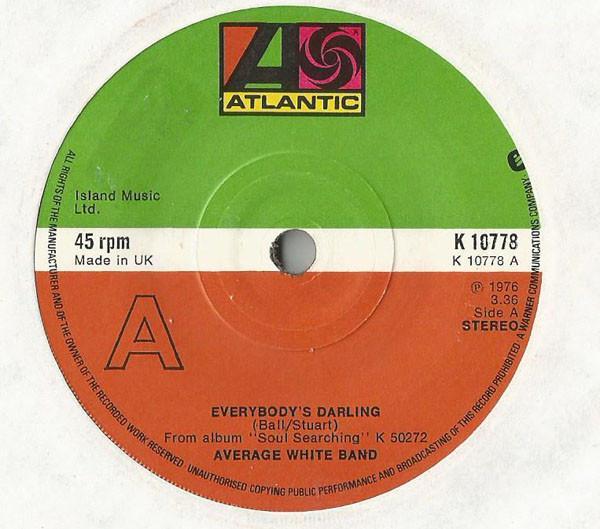 ATLANTIC
Island Music
Ltd.
45 rpm
Made in UK
K 10778
K 10778 A
℗ 1976
3.36
Side A
STEREO
A
EVERYBODY'S DARLING
(Ball/Stuart)
From album "Soul Searching" K 50272
AVERAGE WHITE BAND
ALL RIGHTS OF THE MANUFACTURER AND OF THE OWNER OF THE RECORDED WORK RESERVED. UNAUTHORISED COPYING PUBLIC PERFORMANCE AND BROADCASTING OF THIS RECORD PROHIBITED. A WARNER COMMUNICATIONS COMPANY.